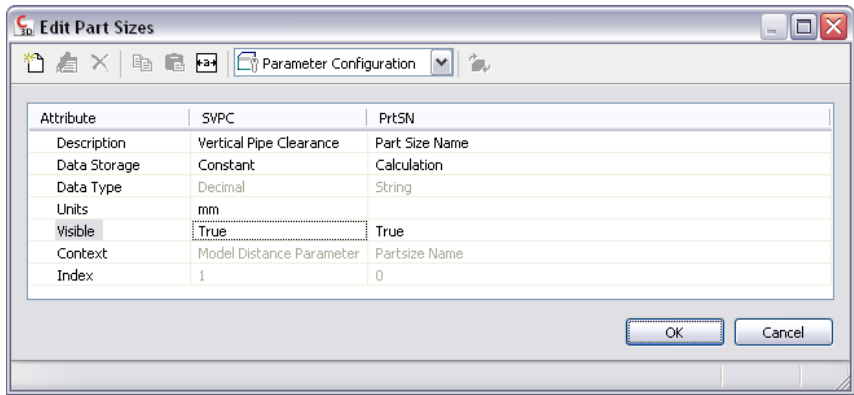 C 3D Edit Part Sizes
Parameter Configuration
Attribute SVPC PrtSN
Description Vertical Pipe Clearance Part Size Name
Data Storage Constant Calculation
Data Type Decimal String
Units mm
Visible True True
Context Model Distance Parameter Partsize Name
Index 1 0
OK Cancel